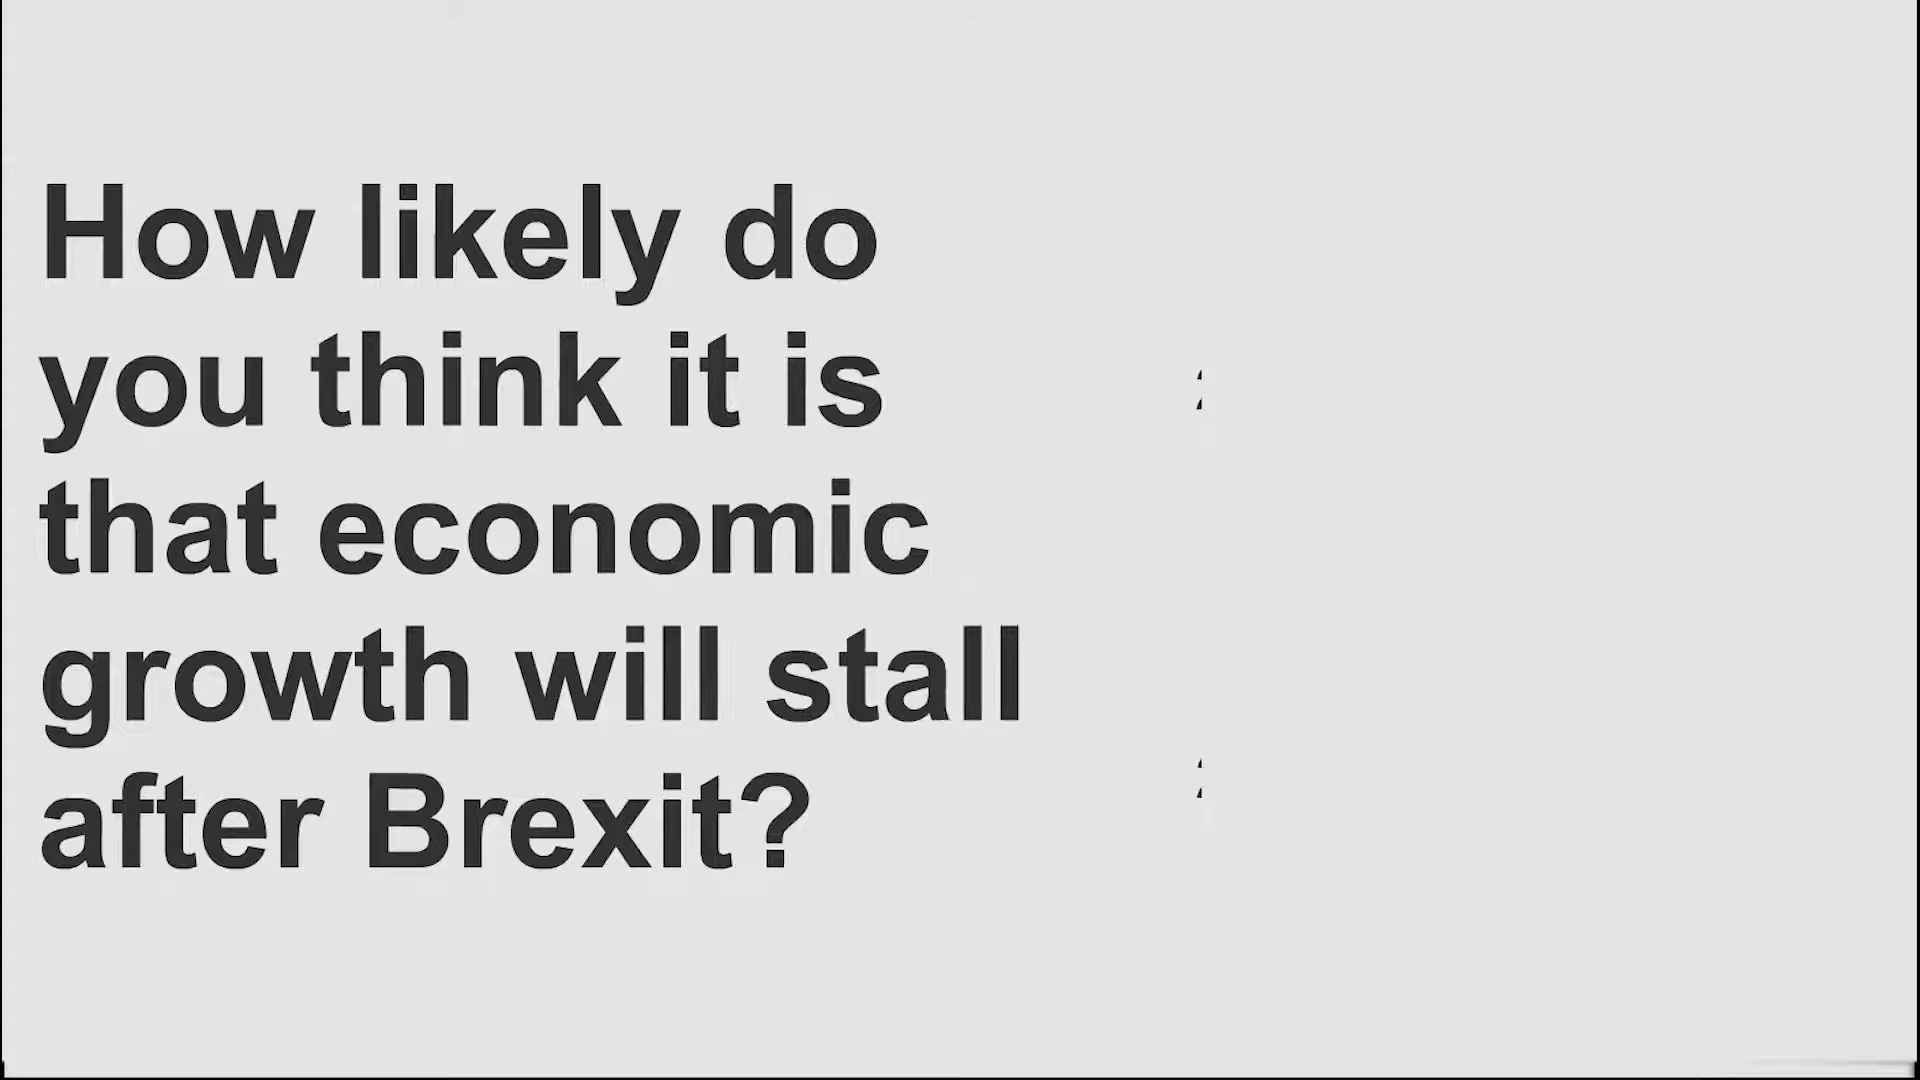 How likely do
you think it is
that economic
growth will stall
after Brexit?